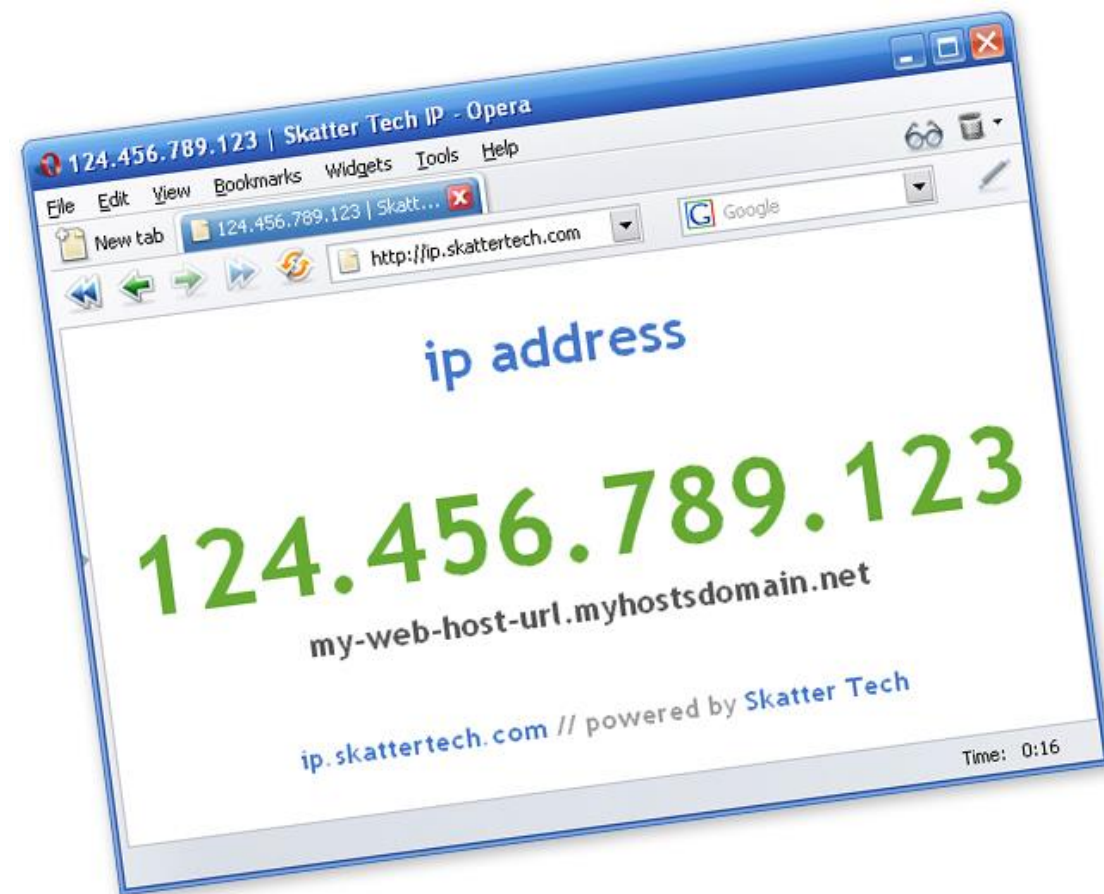 124.456.789.123 | Skatter Tech IP - Opera
File Edit View Bookmarks Widgets Tools Help
New tab 124.456.789.123 | Skatt...
http://ip.skattertech.com G Google
ip address
124.456.789.123
my-web-host-url.myhostsdomain.net
ip.skattertech.com // powered by Skatter Tech
Time: 0:16